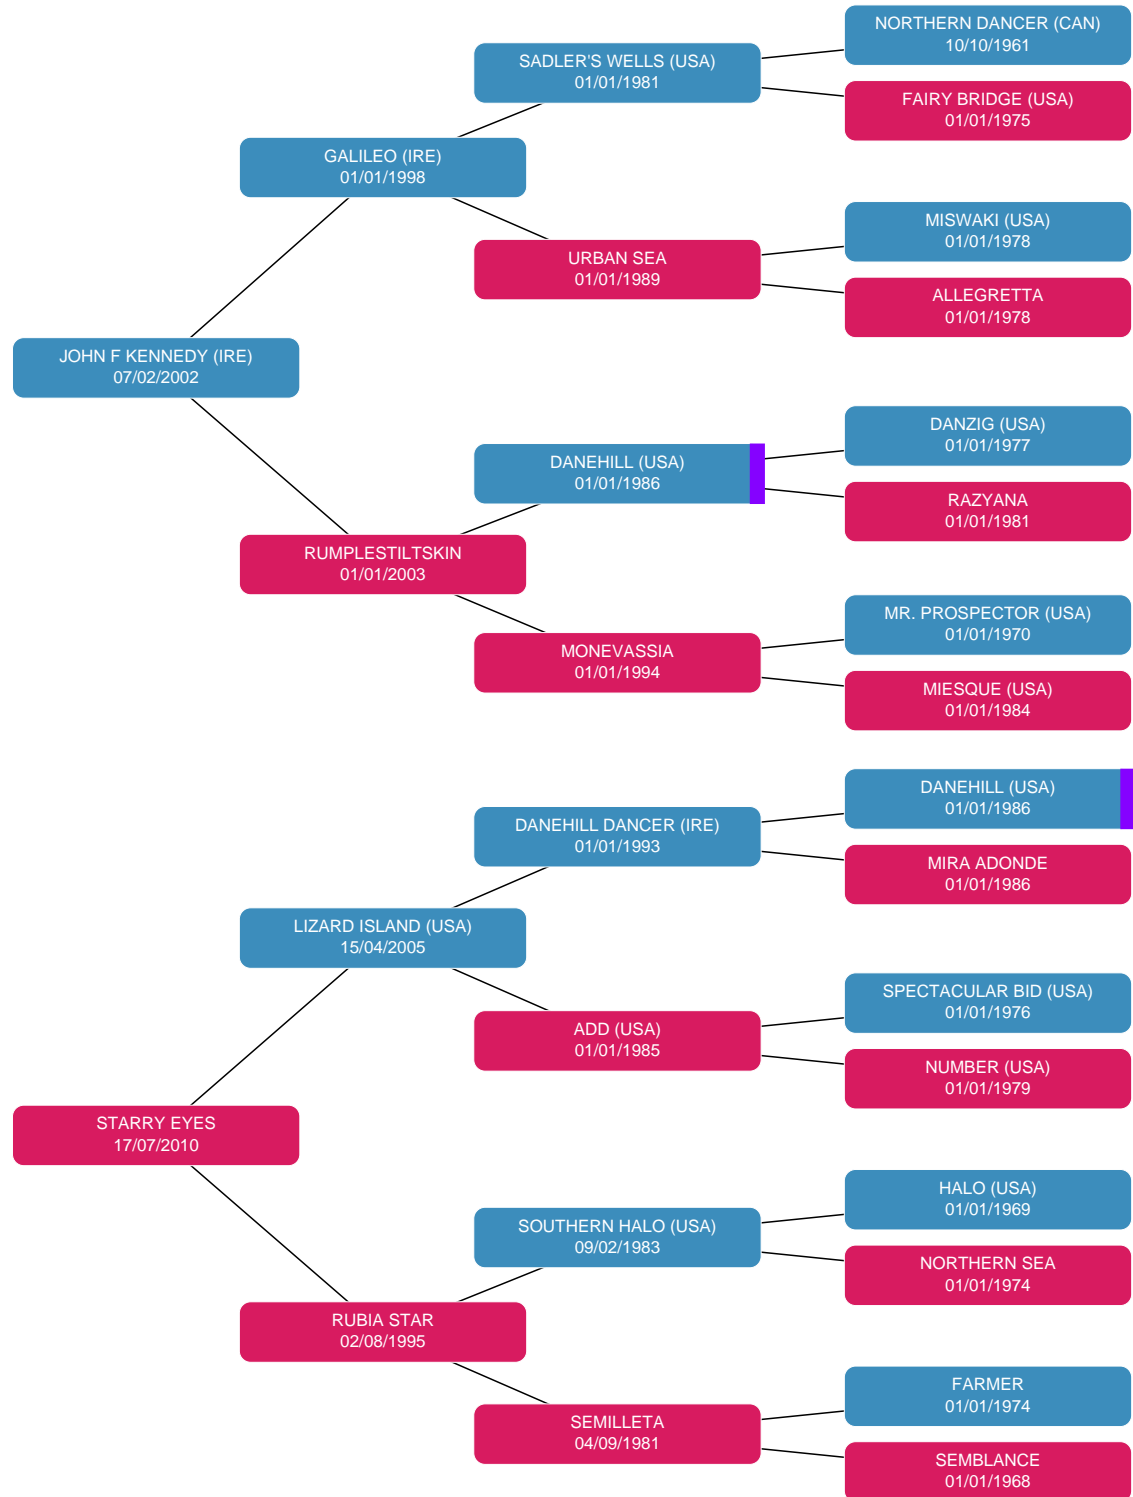 NORTHERN DANCER (CAN)
10/10/1961
SADLER'S WELLS (USA)
01/01/1981
FAIRY BRIDGE (USA)
01/01/1975
GALILEO (IRE)
01/01/1998
MISWAKI (USA)
01/01/1978
URBAN SEA
01/01/1989
ALLEGRETTA
01/01/1978
JOHN F KENNEDY (IRE)
07/02/2002
DANZIG (USA)
01/01/1977
DANEHILL (USA)
01/01/1986
RAZYANA
01/01/1981
RUMPLESTILTSKIN
01/01/2003
MR. PROSPECTOR (USA)
01/01/1970
MONEVASSIA
01/01/1994
MIESQUE (USA)
01/01/1984
DANEHILL (USA)
01/01/1986
DANEHILL DANCER (IRE)
01/01/1993
MIRA ADONDE
01/01/1986
LIZARD ISLAND (USA)
15/04/2005
SPECTACULAR BID (USA)
01/01/1976
ADD (USA)
01/01/1985
NUMBER (USA)
01/01/1979
STARRY EYES
17/07/2010
HALO (USA)
01/01/1969
SOUTHERN HALO (USA)
09/02/1983
NORTHERN SEA
01/01/1974
RUBIA STAR
02/08/1995
FARMER
01/01/1974
SEMILLETA
04/09/1981
SEMBLANCE
01/01/1968